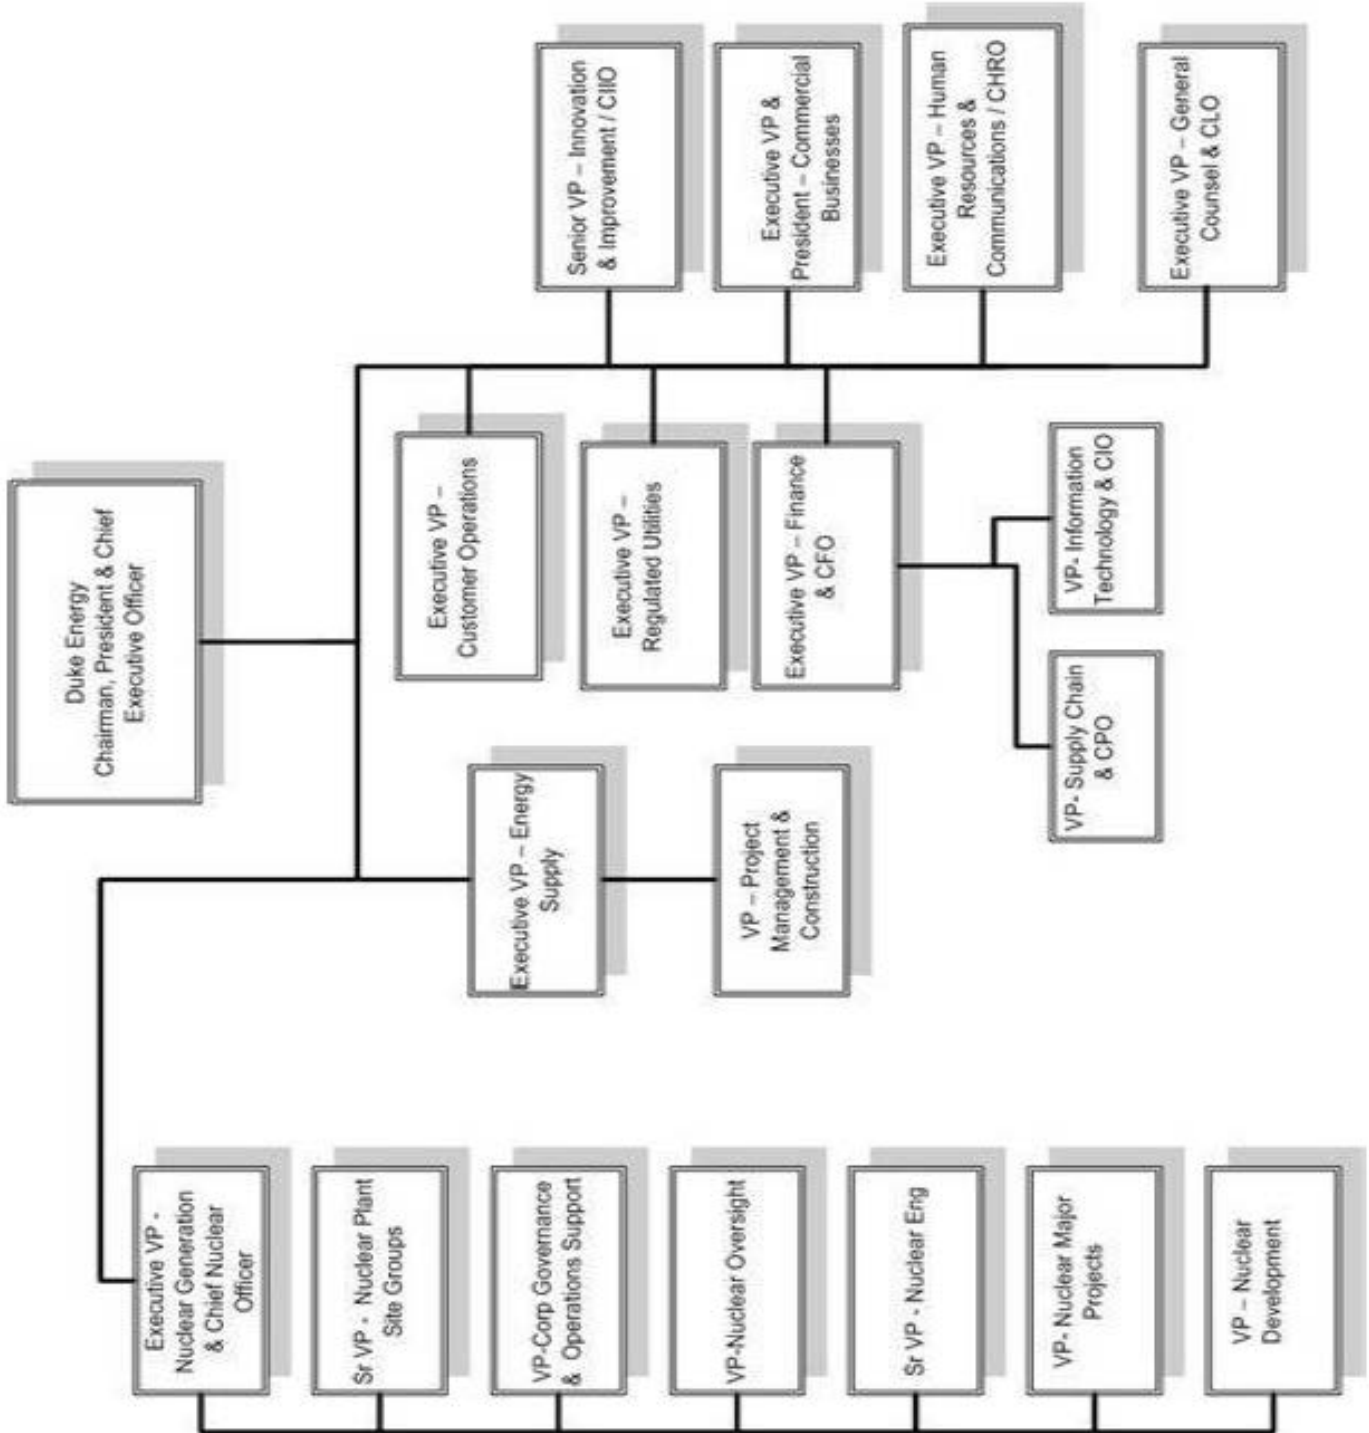 Duke Energy
Chairman, President & Chief
Executive Officer
Executive VP -
Nuclear Generation
& Chief Nuclear
Officer
Sr VP - Nuclear Plant
Site Groups
VP-Corp Governance
& Operations Support
VP-Nuclear Oversight
Sr VP - Nuclear Eng
VP- Nuclear Major
Projects
VP – Nuclear
Development
Executive VP – Energy
Supply
VP – Project
Management &
Construction
Executive VP –
Customer Operations
Executive VP –
Regulated Utilities
Executive VP – Finance
& CFO
VP- Supply Chain
& CPO
VP- Information
Technology & CIO
Senior VP – Innovation
& Improvement / CIIO
Executive VP &
President – Commercial
Businesses
Executive VP – Human
Resources &
Communications / CHRO
Executive VP – General
Counsel & CLO